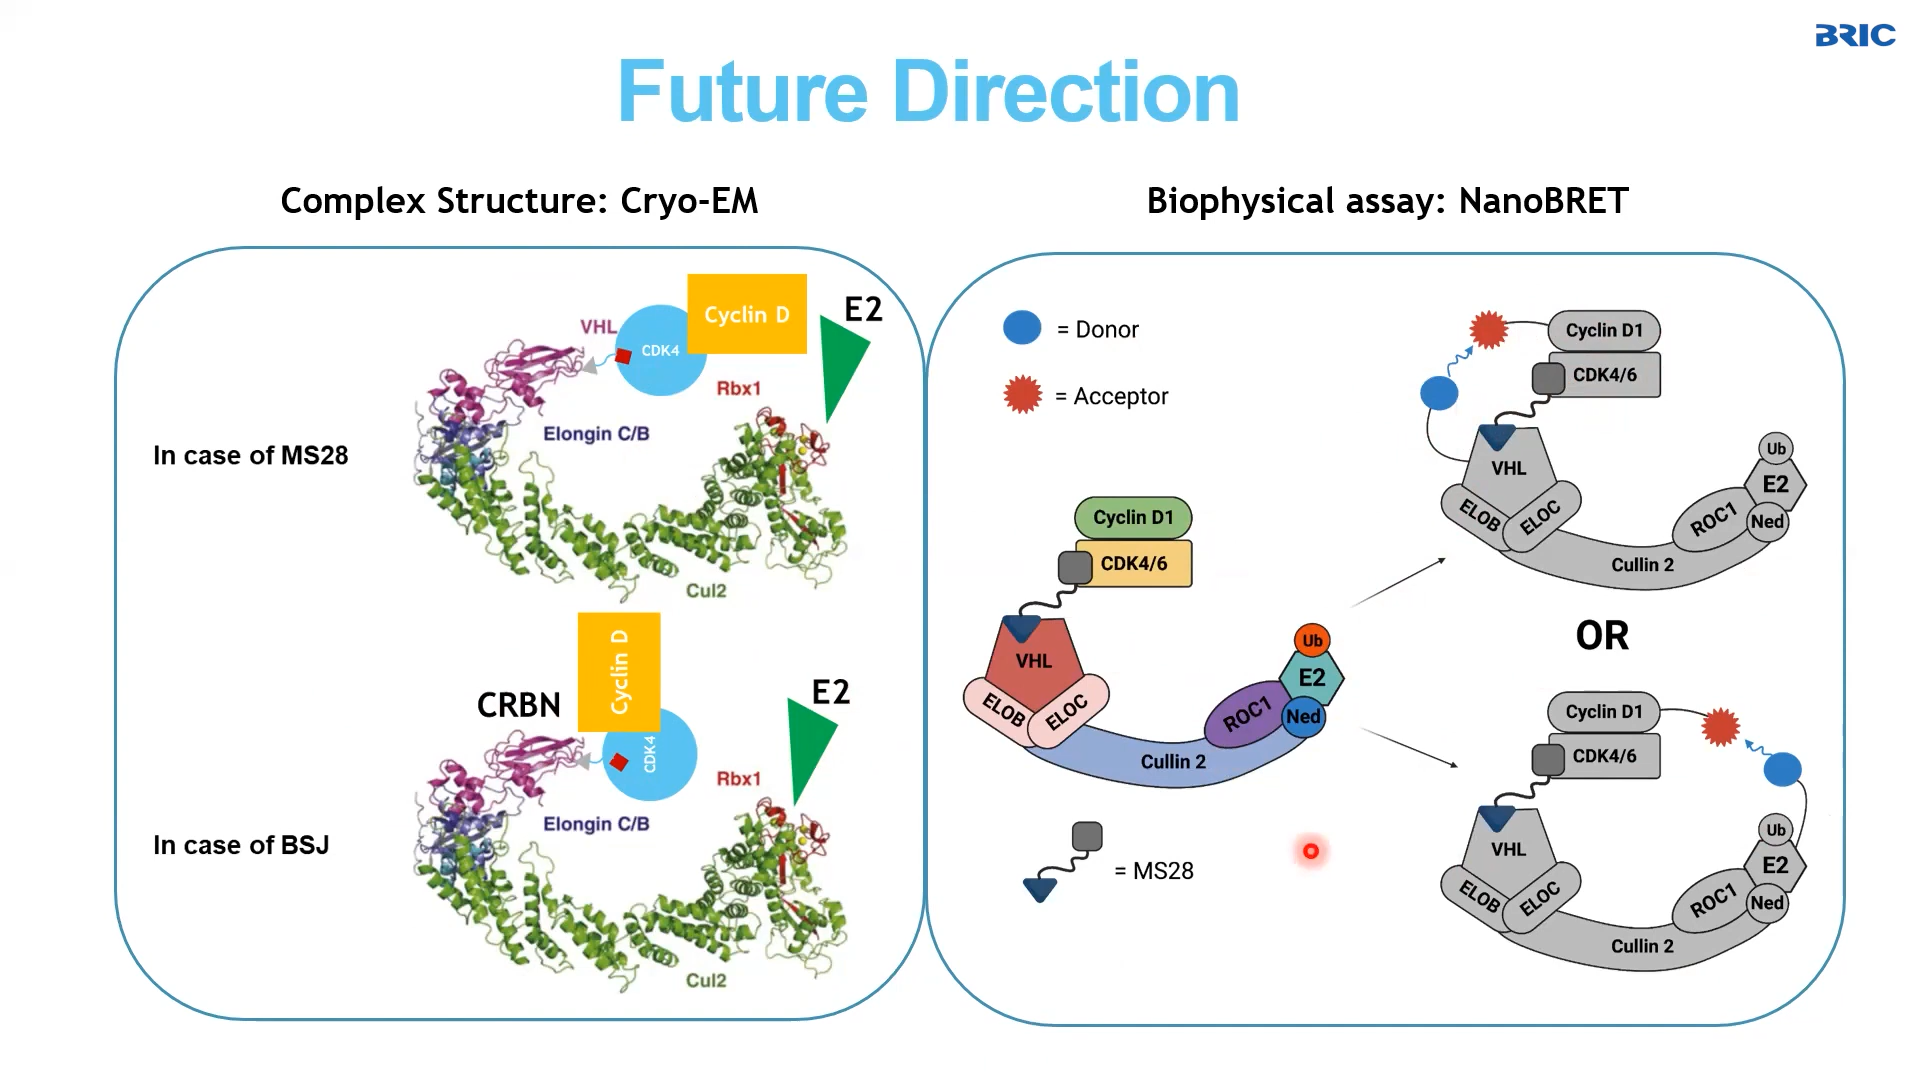 BRIC
Future Direction
Complex Structure: Cryo-EM
Biophysical assay: NanoBRET
In case of MS28
VHL
CDK4
Cyclin D
E2
Rbx1
Elongin C/B
Cul2
In case of BSJ
CRBN
Cyclin D
CDK4
E2
Rbx1
Elongin C/B
Cul2
= Donor
= Acceptor
Cyclin D1
CDK4/6
VHL
ELOB
ELOC
Cullin 2
ROC1
Ub
E2
Ned
= MS28
Cyclin D1
CDK4/6
VHL
ELOB
ELOC
Cullin 2
ROC1
Ub
E2
Ned
OR
Cyclin D1
CDK4/6
VHL
ELOB
ELOC
Cullin 2
ROC1
Ub
E2
Ned